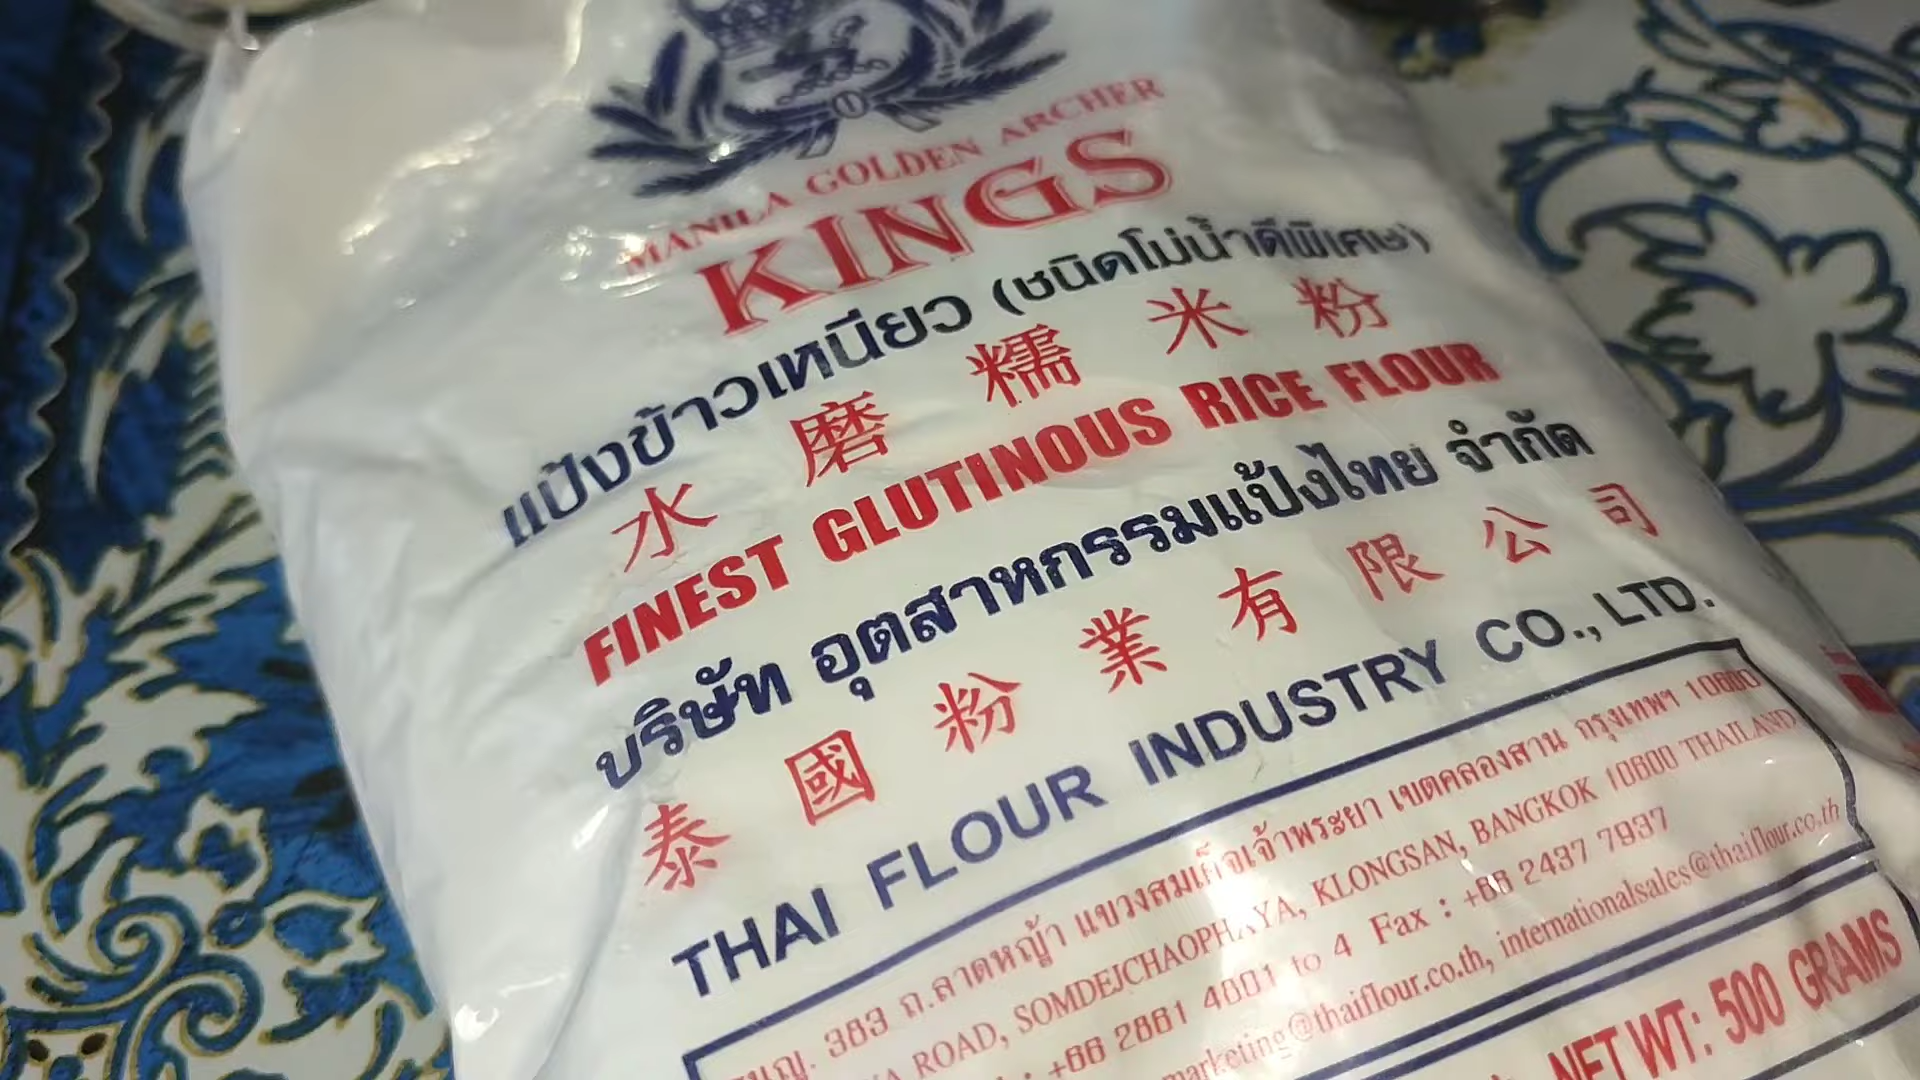 MANILA GOLDEN ARCHER
KINGS
แป้งข้าวเหนียว (ชนิดโม่น้ำดีพิเศษ)
水磨糯米粉
FINEST GLUTINOUS RICE FLOUR
บริษัท อุตสาหกรรมแป้งไทย จำกัด
泰國粉業有限公司
THAI FLOUR INDUSTRY CO., LTD.
383 ถ.ลาดหญ้า แขวงสมเด็จเจ้าพระยา เขตคลองสาน กรุงเทพฯ 10600
ROAD, SOMDEJCHAOPHAYA, KLONGSAN, BANGKOK 10600 THAILAND
: +66 2861 4001 to 4 Fax : +66 2437 7937
marketing@thaiflour.co.th, internationalsales@thaiflour.co.th
NET WT: 500 GRAMS